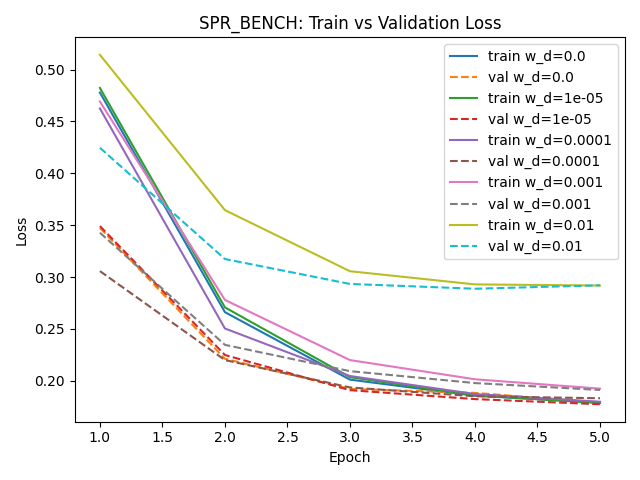 SPR_BENCH: Train vs Validation Loss
Loss
0.50
0.45
0.40
0.35
0.30
0.25
0.20
train w_d=0.0
val w_d=0.0
train w_d=1e-05
val w_d=1e-05
train w_d=0.0001
val w_d=0.0001
train w_d=0.001
val w_d=0.001
train w_d=0.01
val w_d=0.01
1.0 1.5 2.0 2.5 3.0 3.5 4.0 4.5 5.0
Epoch